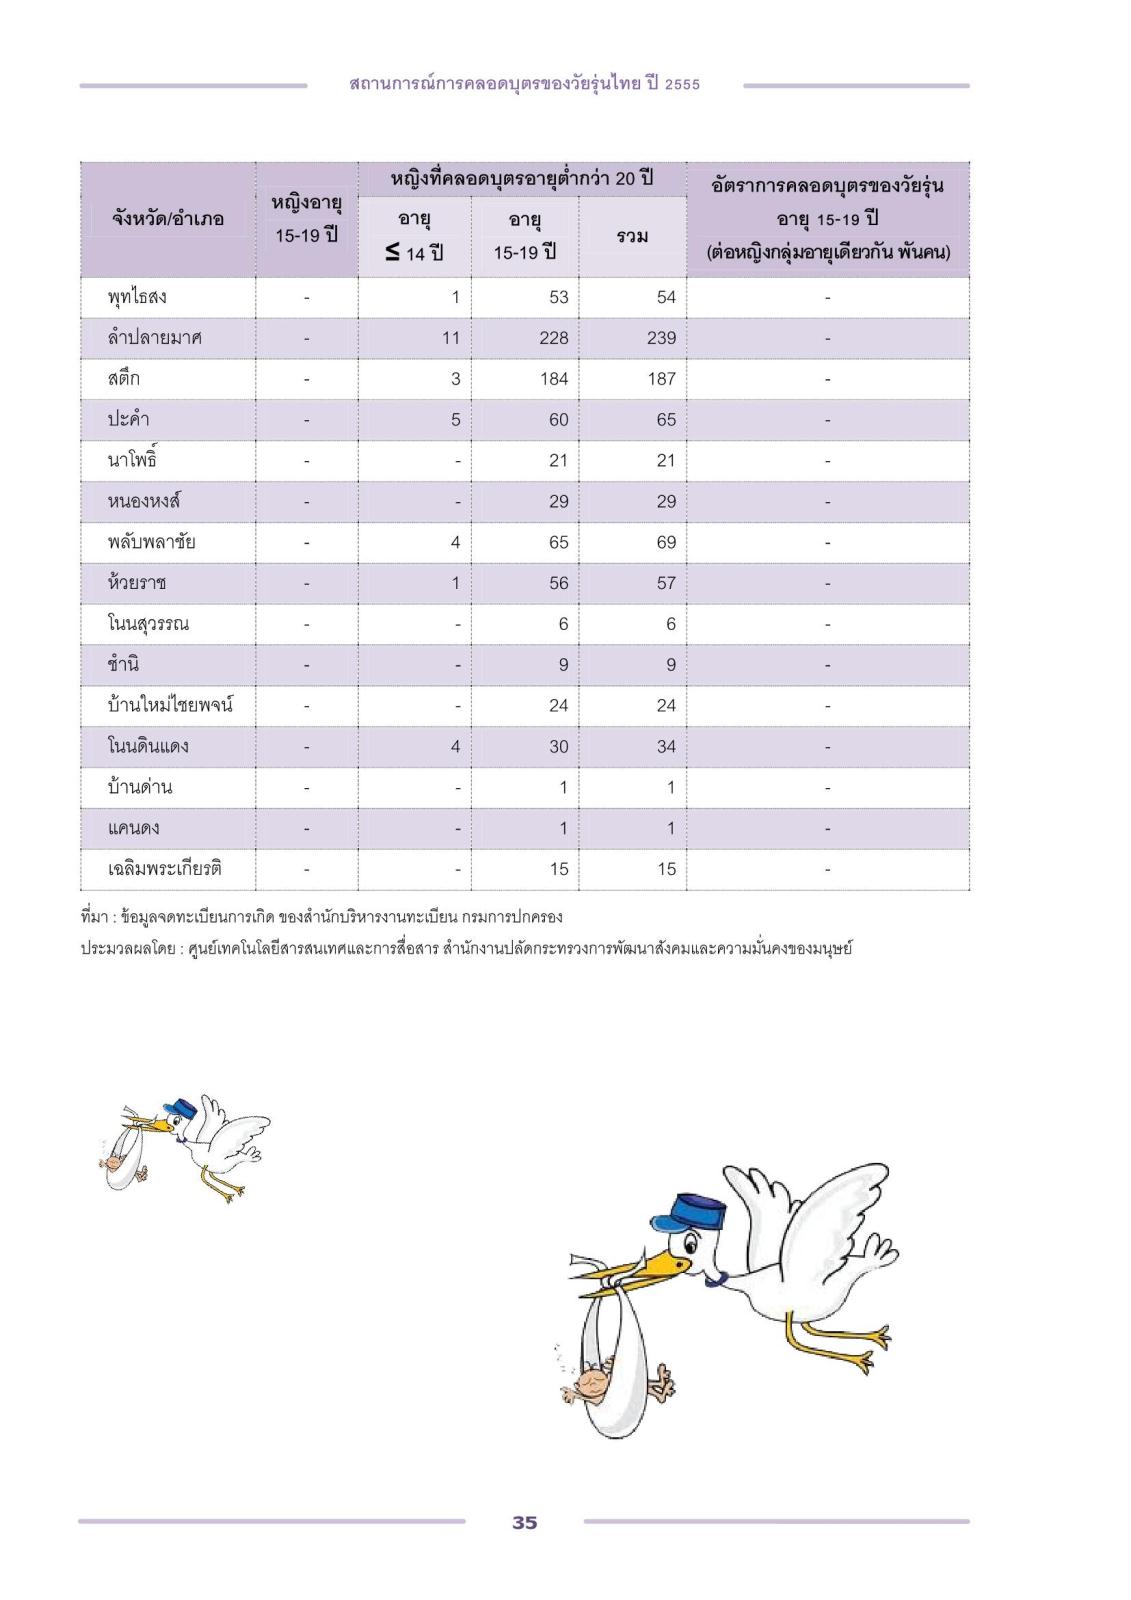 สถานการณ์การคลอดบุตรของวัยรุ่นไทย ปี 2555
จังหวัด/อำเภอ หญิงอายุ 15-19 ปี หญิงที่คลอดบุตรอายุต่ำกว่า 20 ปี อัตราการคลอดบุตรของวัยรุ่น อายุ 15-19 ปี (ต่อหญิงกลุ่มอายุเดียวกัน พันคน)
อายุ ≤ 14 ปี อายุ 15-19 ปี รวม
พุทไธสง - 1 53 54 -
ลำปลายมาศ - 11 228 239 -
สตึก - 3 184 187 -
ปะคำ - 5 60 65 -
นาโพธิ์ - - 21 21 -
หนองหงส์ - - 29 29 -
พลับพลาชัย - 4 65 69 -
ห้วยราช - 1 56 57 -
โนนสุวรรณ - - 6 6 -
ชำนิ - - 9 9 -
บ้านใหม่ไชยพจน์ - - 24 24 -
โนนดินแดง - 4 30 34 -
บ้านด่าน - - 1 1 -
แคนดง - - 1 1 -
เฉลิมพระเกียรติ - - 15 15 -
ที่มา : ข้อมูลจดทะเบียนการเกิด ของสำนักบริหารงานทะเบียน กรมการปกครอง
ประมวลผลโดย : ศูนย์เทคโนโลยีสารสนเทศและการสื่อสาร สำนักงานปลัดกระทรวงการพัฒนาสังคมและความมั่นคงของมนุษย์
35